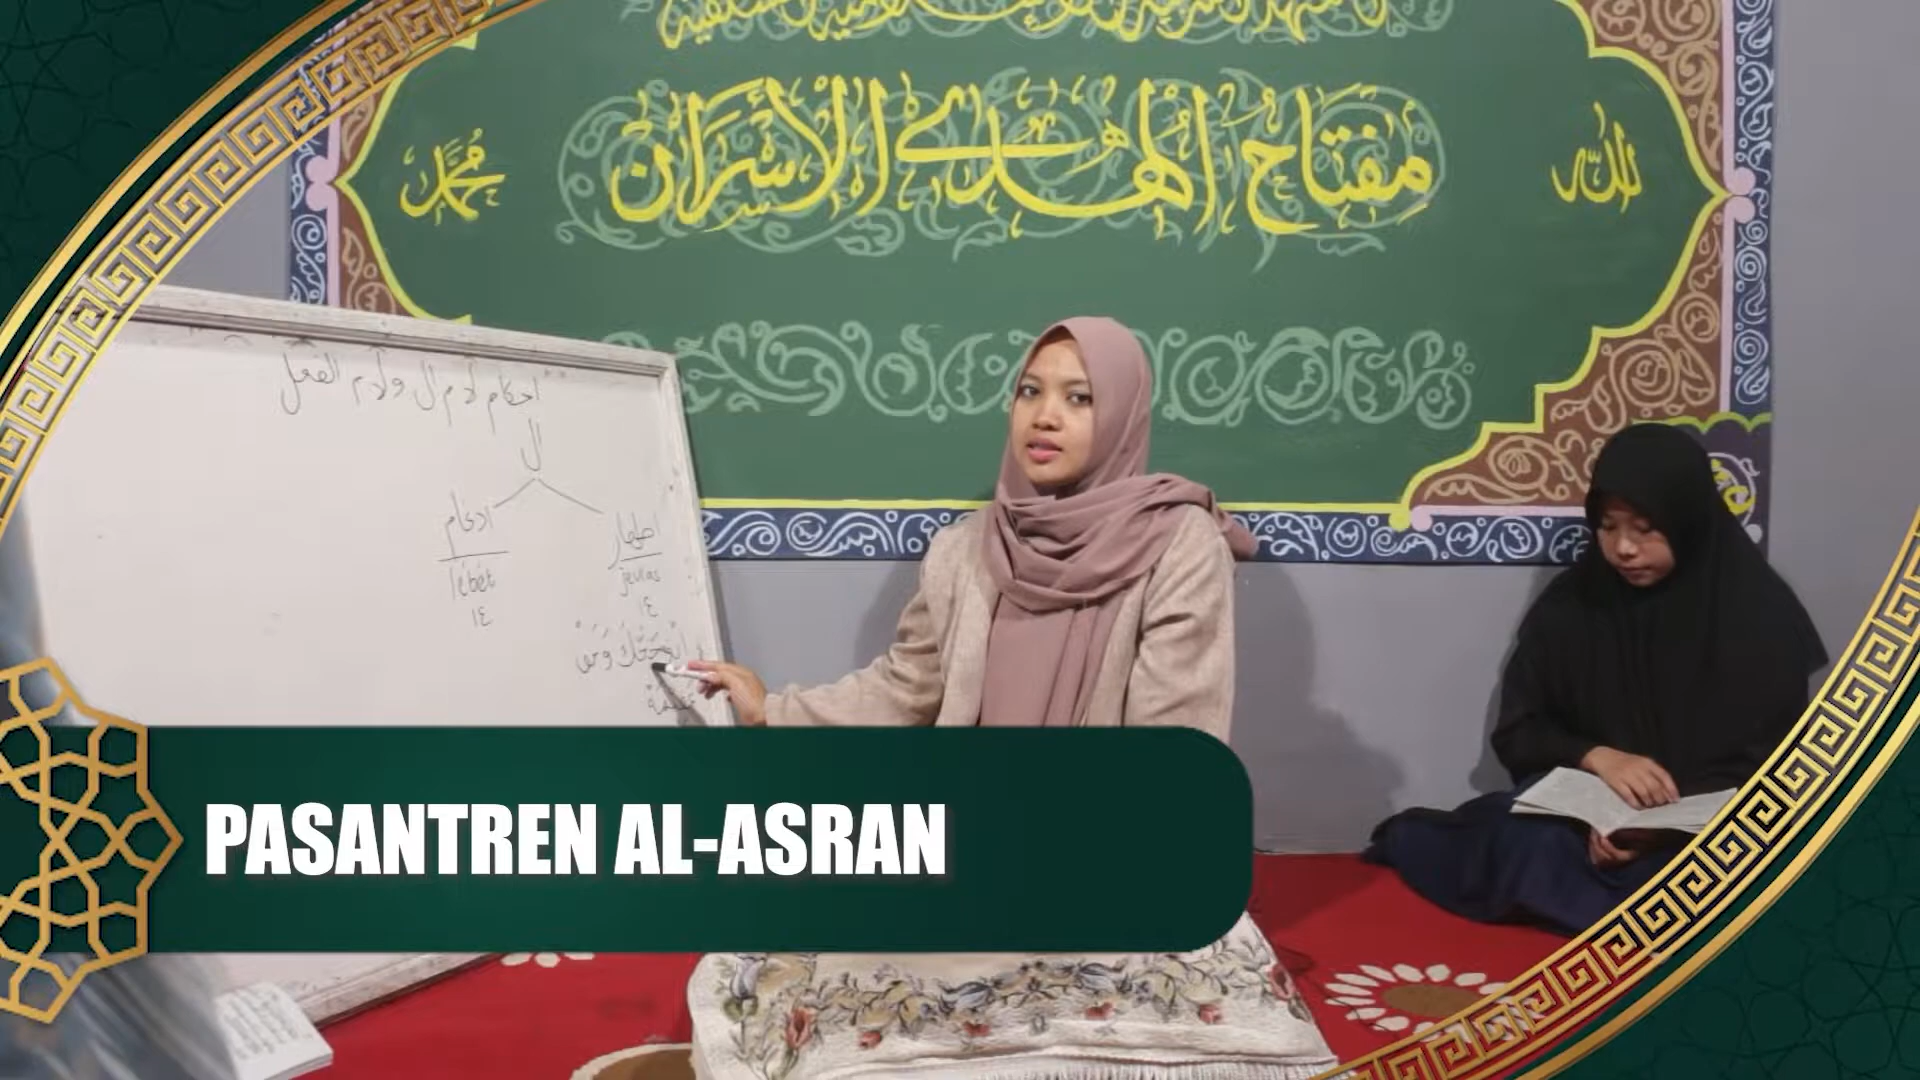 مفتاح الهدى الأسران
الله
محمد
احكام لام ال ولام الفعل
ال
اظهار
ادغام
jelas
lebet
١٤
١٤
PASANTREN AL-ASRAN